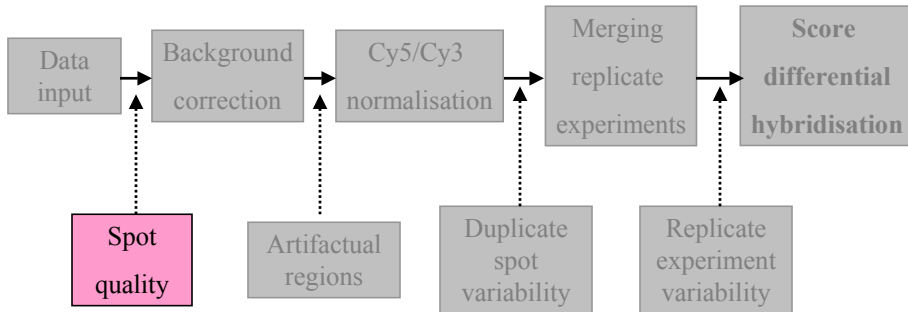 Data
input
Background
correction
Cy5/Cy3
normalisation
Merging
replicate
experiments
Score
differential
hybridisation
Spot
quality
Artifactual
regions
Duplicate
spot
variability
Replicate
experiment
variability